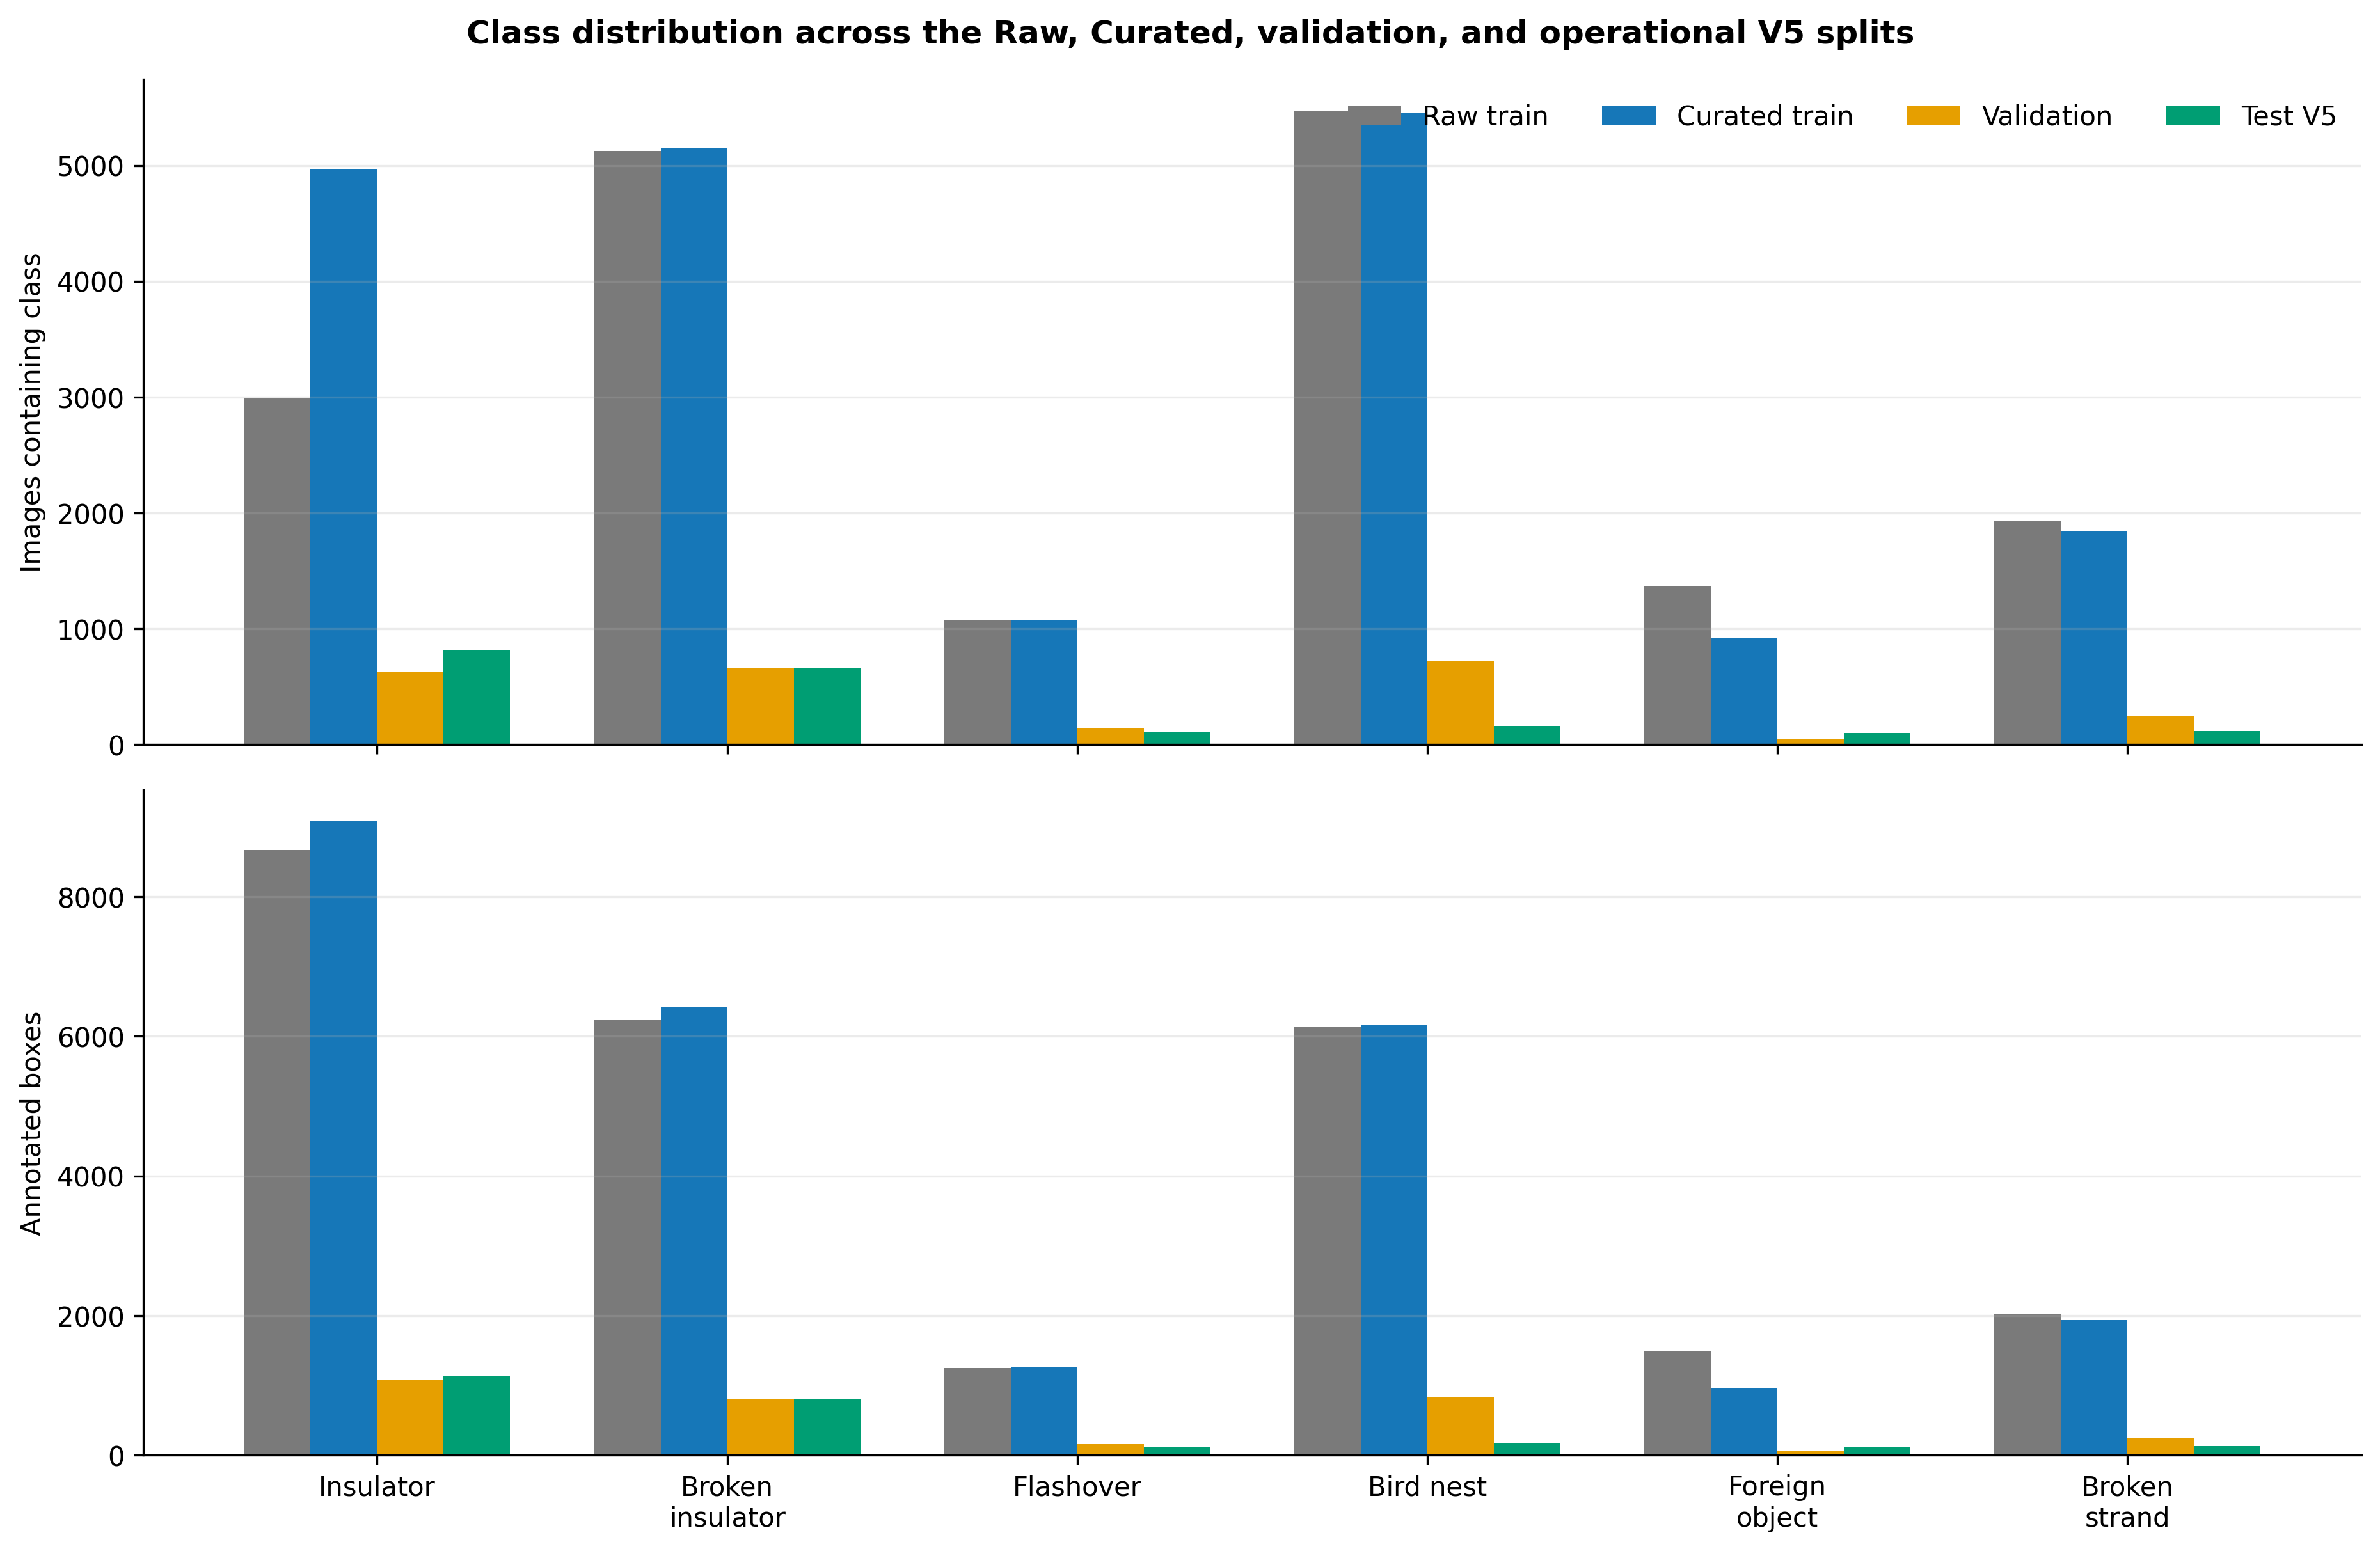 Class distribution across the Raw, Curated, validation, and operational V5 splits
Raw train
Curated train
Validation
Test V5
Images containing class
5000
4000
3000
2000
1000
0
Annotated boxes
8000
6000
4000
2000
0
Insulator
Broken
insulator
Flashover
Bird nest
Foreign
object
Broken
strand